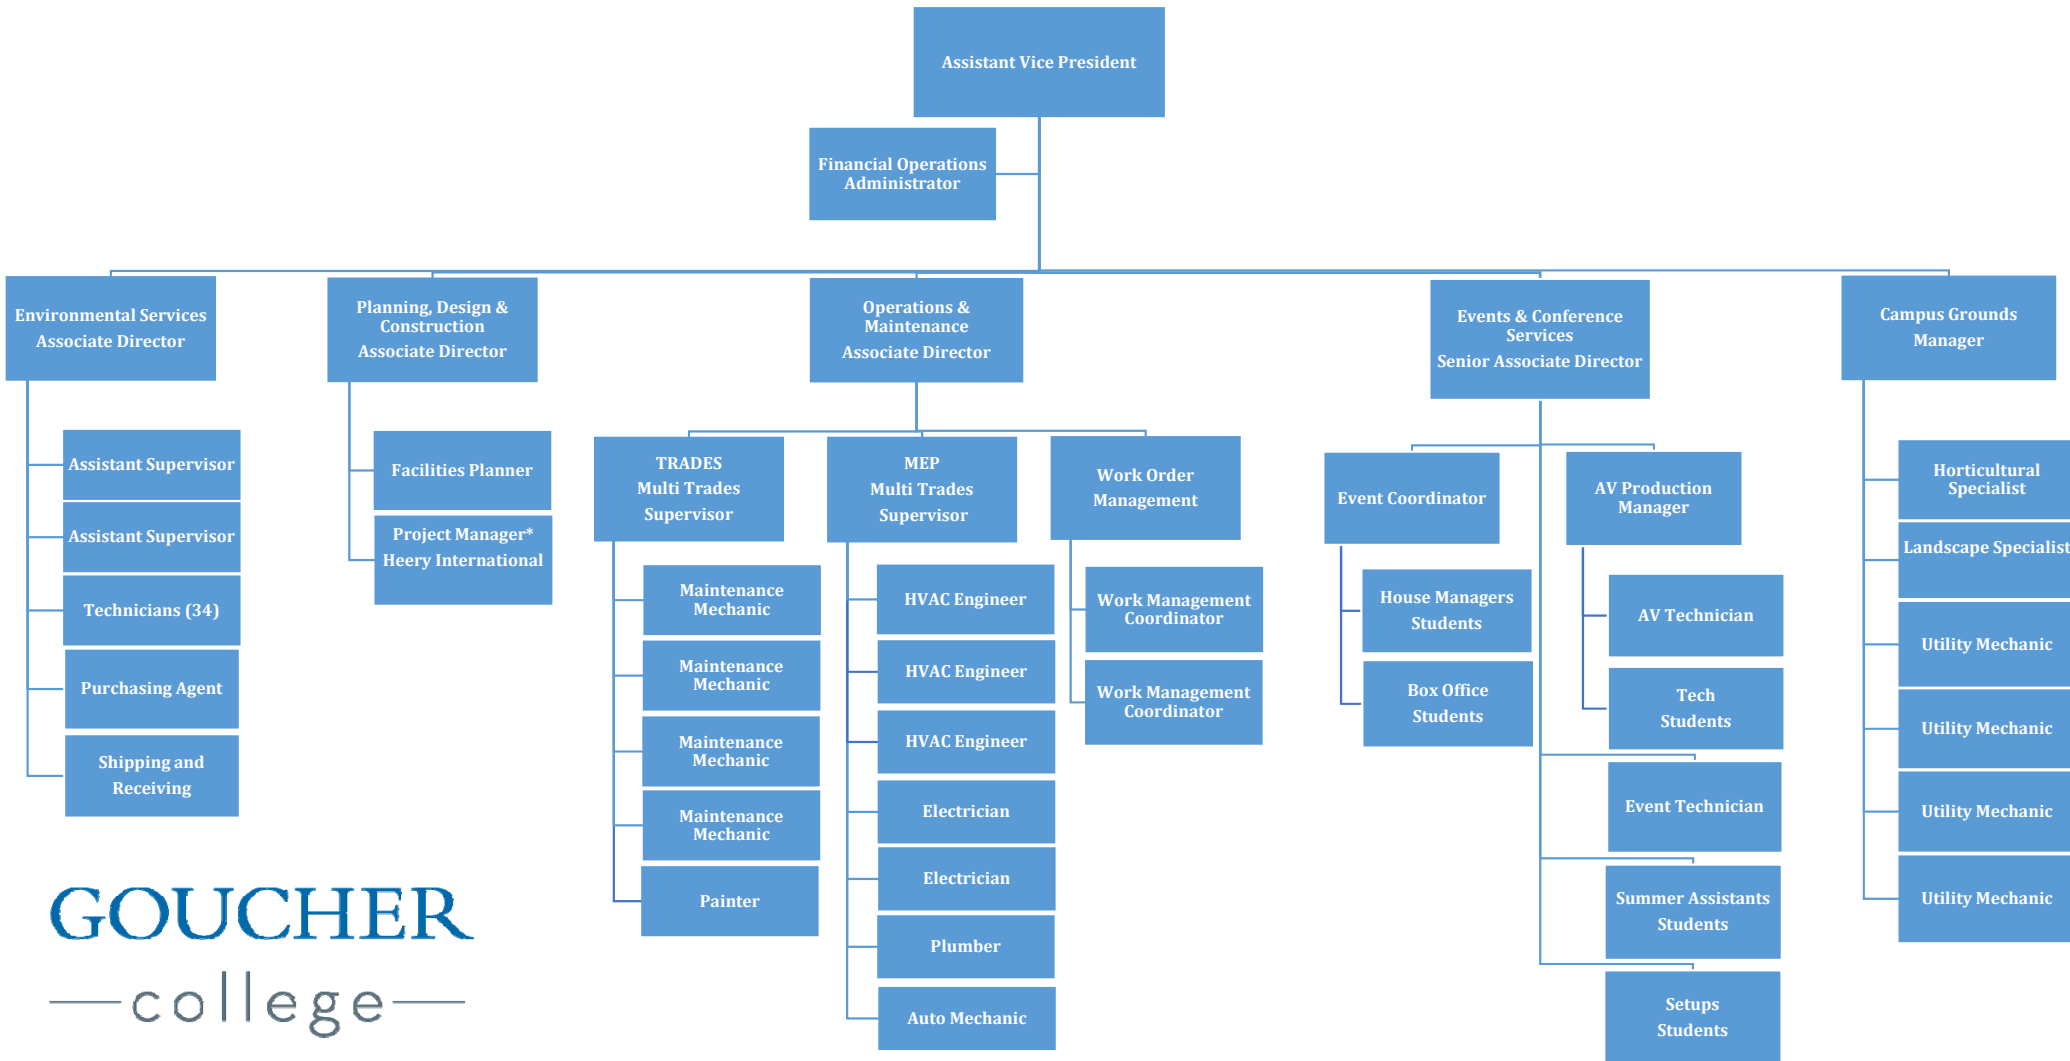 Assistant Vice President
Financial Operations
Administrator
Environmental Services
Associate Director
Planning, Design &
Construction
Associate Director
Operations &
Maintenance
Associate Director
Events & Conference
Services
Senior Associate Director
Campus Grounds
Manager
Assistant Supervisor
Assistant Supervisor
Technicians (34)
Purchasing Agent
Shipping and
Receiving
Facilities Planner
Project Manager*
Heery International
TRADES
Multi Trades
Supervisor
Maintenance
Mechanic
Maintenance
Mechanic
Maintenance
Mechanic
Maintenance
Mechanic
Painter
MEP
Multi Trades
Supervisor
HVAC Engineer
HVAC Engineer
HVAC Engineer
Electrician
Electrician
Plumber
Auto Mechanic
Work Order
Management
Work Management
Coordinator
Work Management
Coordinator
Event Coordinator
House Managers
Students
Box Office
Students
AV Production
Manager
AV Technician
Tech
Students
Event Technician
Summer Assistants
Students
Setups
Students
Horticultural
Specialist
Landscape Specialist
Utility Mechanic
Utility Mechanic
Utility Mechanic
Utility Mechanic
GOUCHER
college